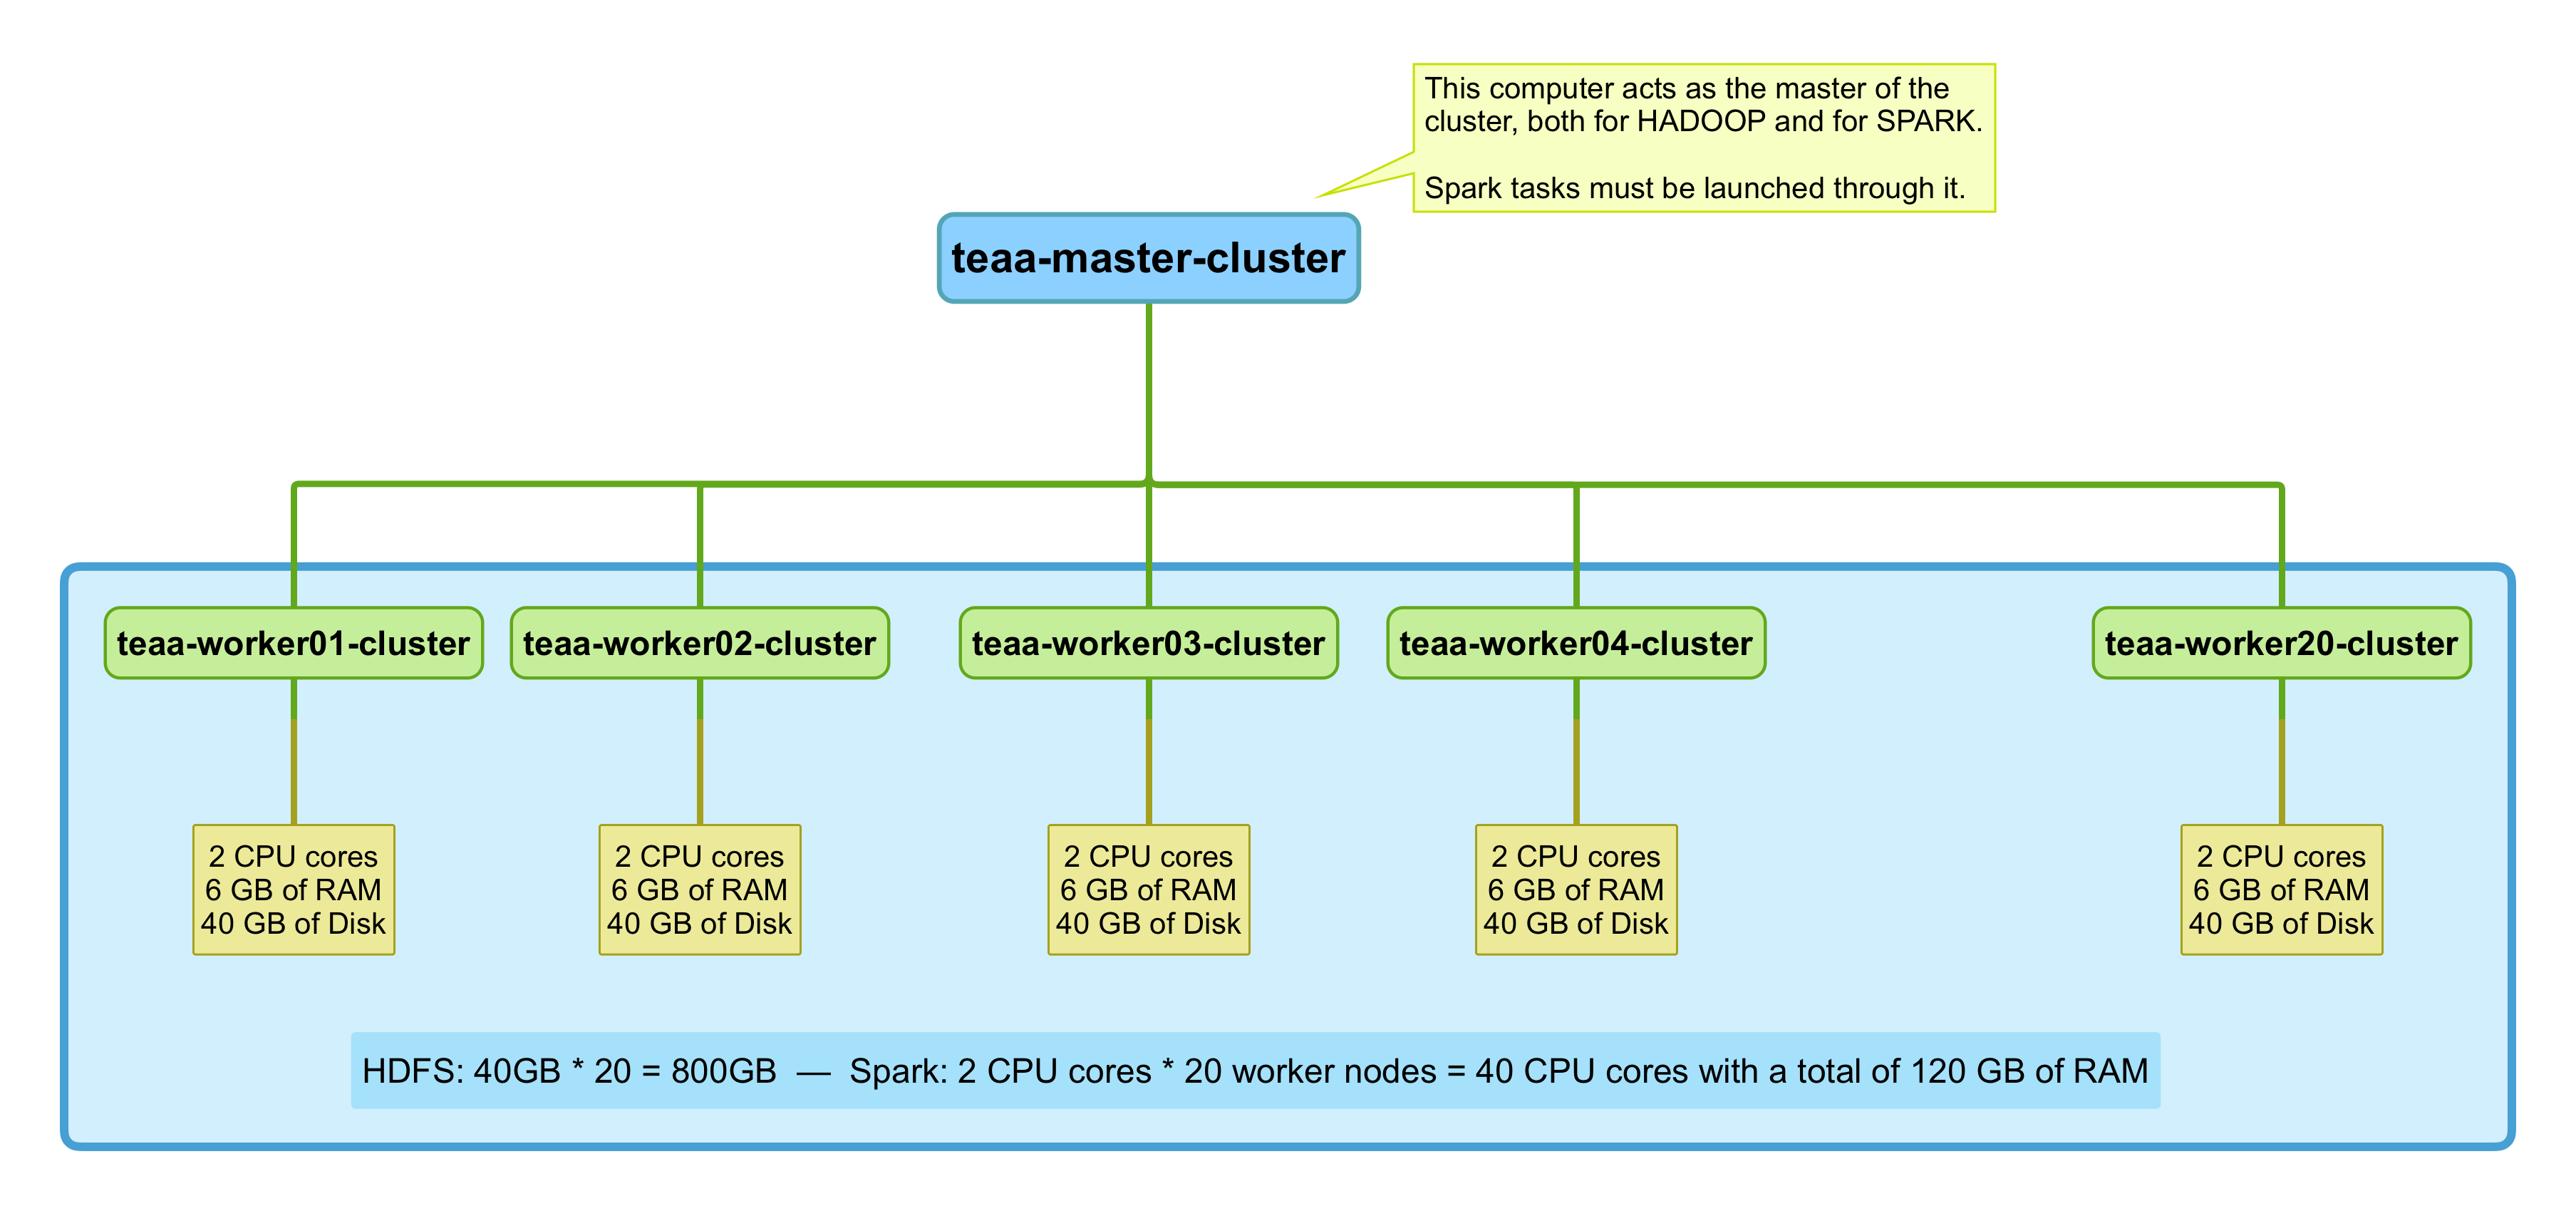 This computer acts as the master of the
cluster, both for HADOOP and for SPARK.
Spark tasks must be launched through it.
teaa-master-cluster
teaa-worker01-cluster
teaa-worker02-cluster
teaa-worker03-cluster
teaa-worker04-cluster
teaa-worker20-cluster
2 CPU cores
6 GB of RAM
40 GB of Disk
2 CPU cores
6 GB of RAM
40 GB of Disk
2 CPU cores
6 GB of RAM
40 GB of Disk
2 CPU cores
6 GB of RAM
40 GB of Disk
2 CPU cores
6 GB of RAM
40 GB of Disk
HDFS: 40GB * 20 = 800GB — Spark: 2 CPU cores * 20 worker nodes = 40 CPU cores with a total of 120 GB of RAM